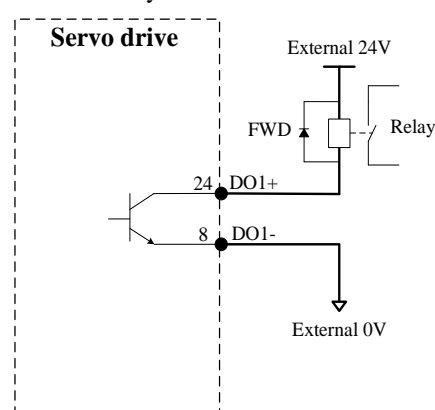 Servo drive
External 24V
FWD
Relay
24 DO1+
8 DO1-
External 0V